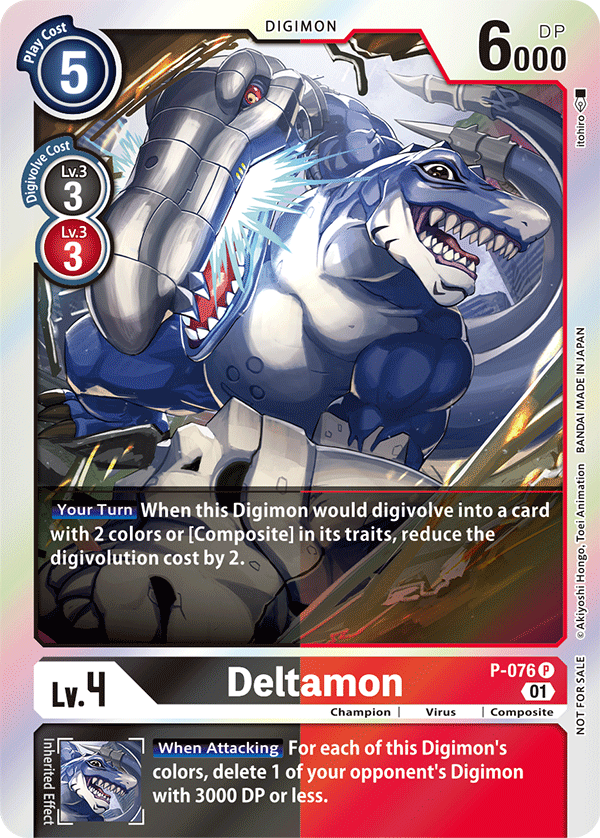 DIGIMON
Play Cost
5
6000
DP
Digivolve Cost
Lv.3
3
Lv.3
3
itohiro
Your Turn When this Digimon would digivolve into a card
with 2 colors or [Composite] in its traits, reduce the
digivolution cost by 2.
©Akiyoshi Hongo, Toei Animation BANDAI MADE IN JAPAN
NOT FOR SALE
Lv.4
Deltamon
P-076 P
01
Champion | Virus | Composite
Inherited Effect
When Attacking For each of this Digimon's
colors, delete 1 of your opponent's Digimon
with 3000 DP or less.